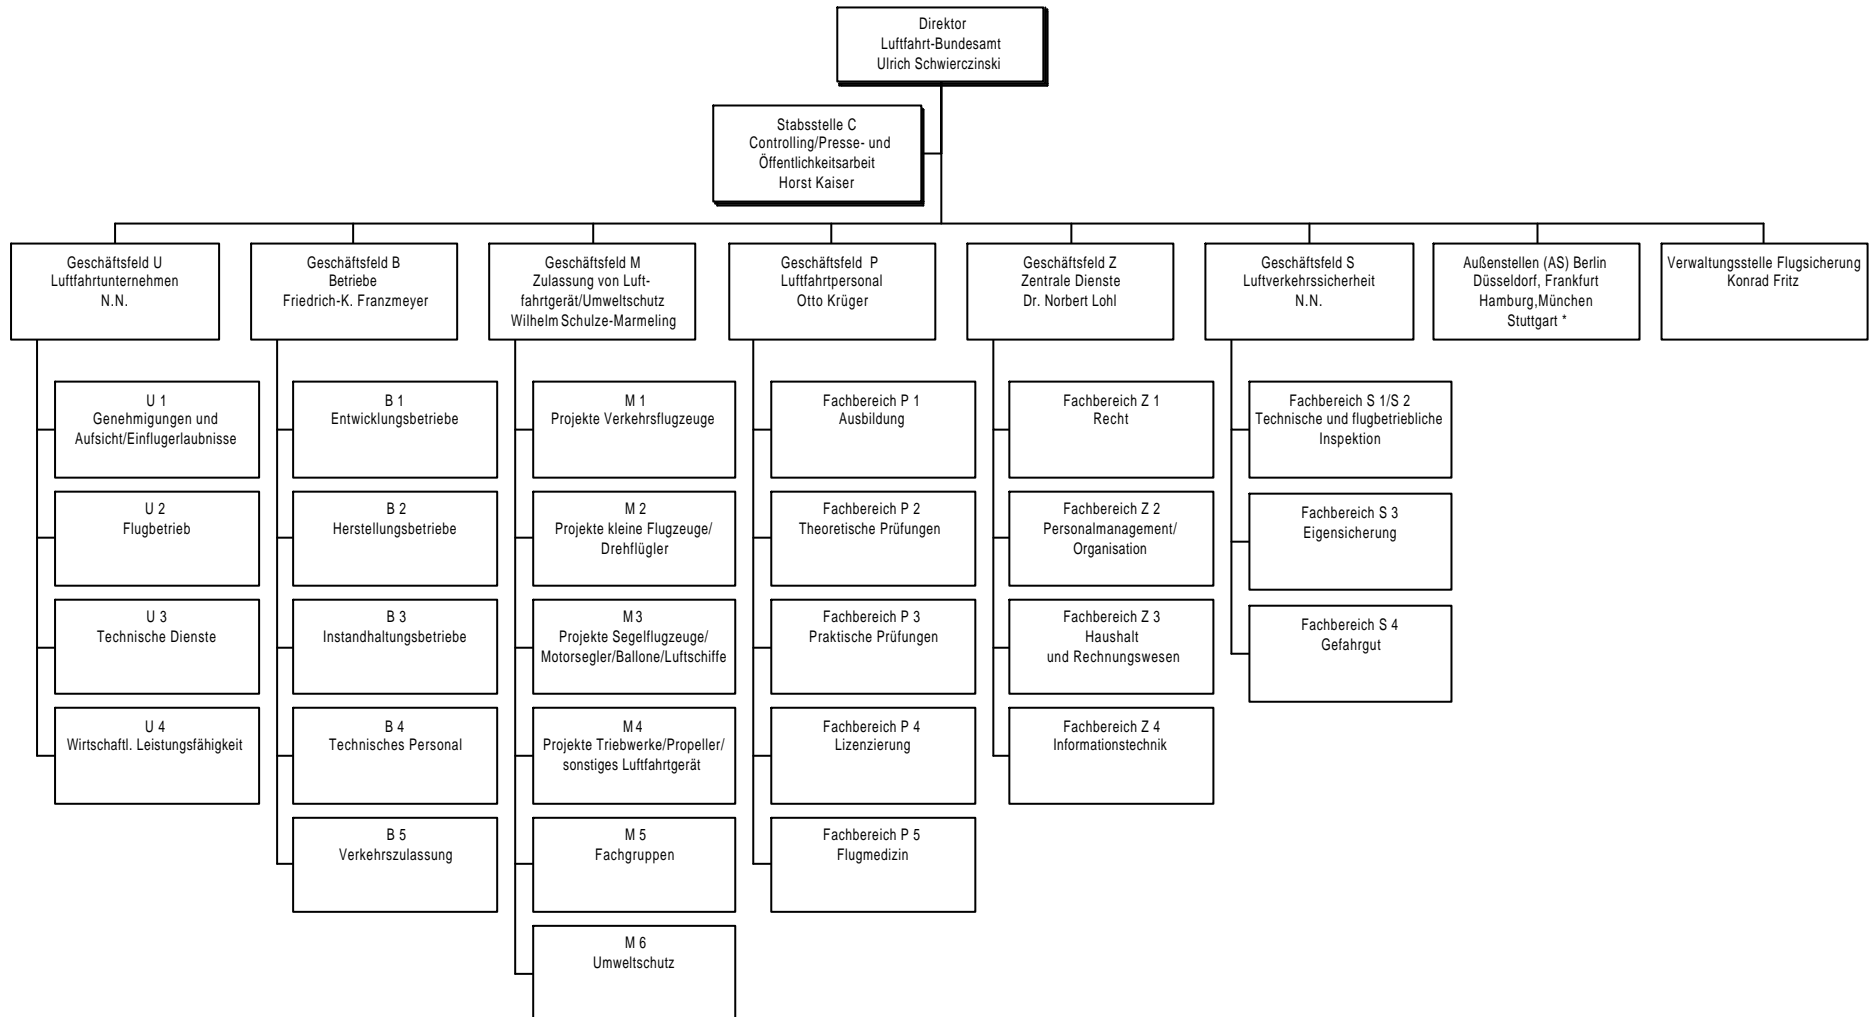 Direktor
Luftfahrt-Bundesamt
Ulrich Schwierczinski
Stabsstelle C
Controlling/Presse- und
Öffentlichkeitsarbeit
Horst Kaiser
Geschäftsfeld U
Luftfahrtunternehmen
N.N.
Geschäftsfeld B
Betriebe
Friedrich-K. Franzmeyer
Geschäftsfeld M
Zulassung von Luft-
fahrtgerät/Umweltschutz
Wilhelm Schulze-Marmeling
Geschäftsfeld P
Luftfahrtpersonal
Otto Krüger
Geschäftsfeld Z
Zentrale Dienste
Dr. Norbert Lohl
Geschäftsfeld S
Luftverkehrssicherheit
N.N.
Außenstellen (AS) Berlin
Düsseldorf, Frankfurt
Hamburg,München
Stuttgart *
Verwaltungsstelle Flugsicherung
Konrad Fritz
U 1
Genehmigungen und
Aufsicht/Einflugerlaubnisse
U 2
Flugbetrieb
U 3
Technische Dienste
U 4
Wirtschaftl. Leistungsfähigkeit
B 1
Entwicklungsbetriebe
B 2
Herstellungsbetriebe
B 3
Instandhaltungsbetriebe
B 4
Technisches Personal
B 5
Verkehrszulassung
M 1
Projekte Verkehrsflugzeuge
M 2
Projekte kleine Flugzeuge/
Drehflügler
M 3
Projekte Segelflugzeuge/
Motorsegler/Ballone/Luftschiffe
M 4
Projekte Triebwerke/Propeller/
sonstiges Luftfahrtgerät
M 5
Fachgruppen
M 6
Umweltschutz
Fachbereich P 1
Ausbildung
Fachbereich P 2
Theoretische Prüfungen
Fachbereich P 3
Praktische Prüfungen
Fachbereich P 4
Lizenzierung
Fachbereich P 5
Flugmedizin
Fachbereich Z 1
Recht
Fachbereich Z 2
Personalmanagement/
Organisation
Fachbereich Z 3
Haushalt
und Rechnungswesen
Fachbereich Z 4
Informationstechnik
Fachbereich S 1/S 2
Technische und flugbetriebliche
Inspektion
Fachbereich S 3
Eigensicherung
Fachbereich S 4
Gefahrgut